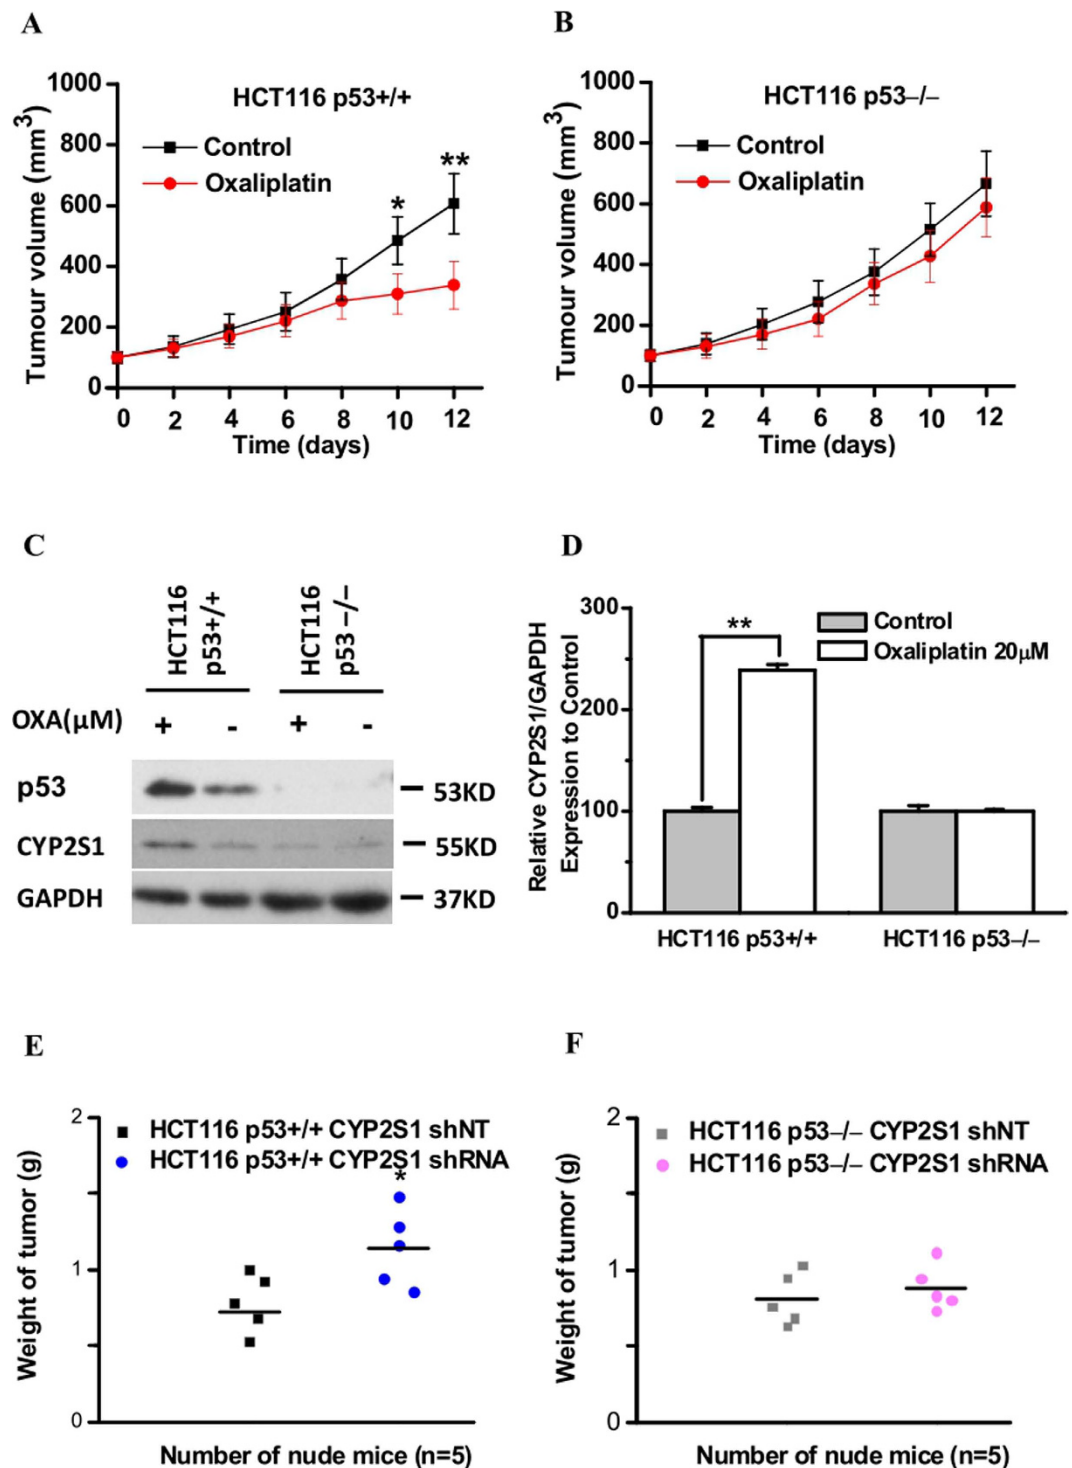 A
HCT116 p53+/+
Control
Oxaliplatin
*
**
Tumour volume (mm³)
1000
800
600
400
200
0
0 2 4 6 8 10 12
Time (days)
B
HCT116 p53–/–
Control
Oxaliplatin
Tumour volume (mm³)
1000
800
600
400
200
0
0 2 4 6 8 10 12
Time (days)
C
HCT116 p53+/+
HCT116 p53 –/–
OXA(μM) + - + -
p53
53KD
CYP2S1
55KD
GAPDH
37KD
D
Relative CYP2S1/GAPDH
Expression to Control
300
200
100
0
**
Control
Oxaliplatin 20μM
HCT116 p53+/+
HCT116 p53–/–
E
Weight of tumor (g)
2
1
0
HCT116 p53+/+ CYP2S1 shNT
HCT116 p53+/+ CYP2S1 shRNA
*
Number of nude mice (n=5)
F
Weight of tumor (g)
2
1
0
HCT116 p53–/– CYP2S1 shNT
HCT116 p53–/– CYP2S1 shRNA
Number of nude mice (n=5)